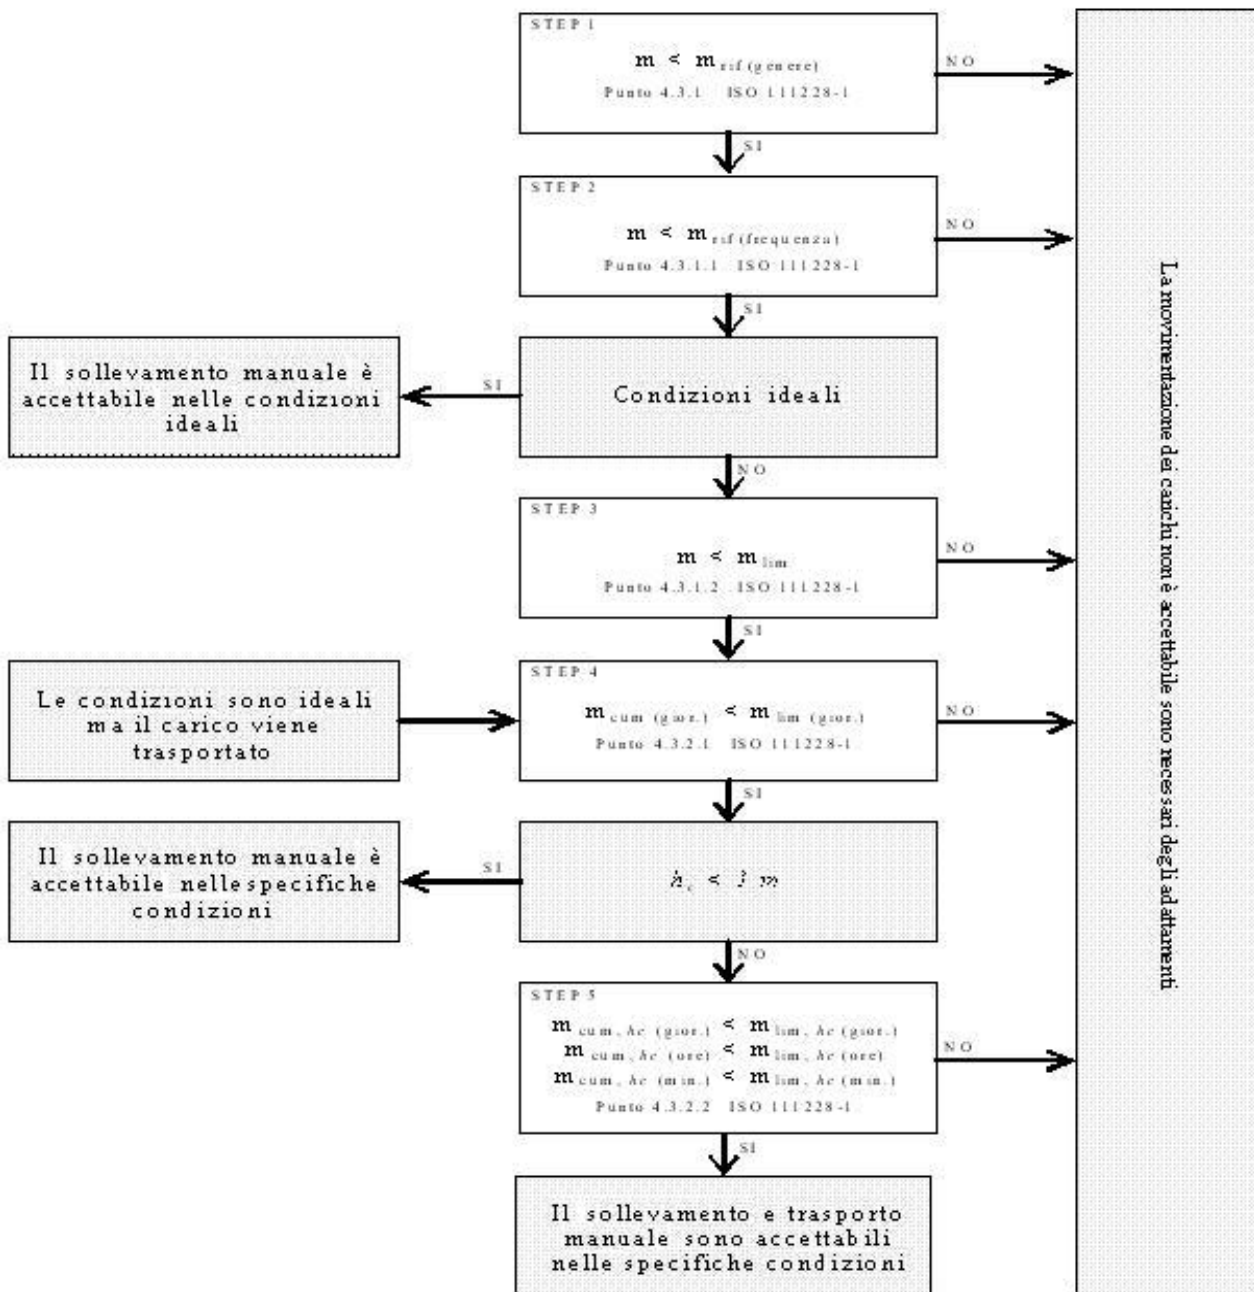 STEP 1
m < m rif (genere)
Punto 4.3.1 ISO 111228-1
NO
SI
STEP 2
m < m rif (frequenza)
Punto 4.3.1.1 ISO 111228-1
NO
SI
Il sollevamento manuale è
accettabile nelle condizioni
ideali
SI
Condizioni ideali
NO
STEP 3
m < m lim
Punto 4.3.1.2 ISO 111228-1
NO
SI
Le condizioni sono ideali
ma il carico viene
trasportato
STEP 4
m cum (gior.) < m lim (gior.)
Punto 4.3.2.1 ISO 111228-1
NO
SI
Il sollevamento manuale è
accettabile nelle specifiche
condizioni
SI
h c < 1 m
NO
STEP 5
m cum, hc (gior.) < m lim, hc (gior.)
m cum, hc (ore) < m lim, hc (ore)
m cum, hc (min.) < m lim, hc (min.)
Punto 4.3.2.2 ISO 111228-1
NO
SI
Il sollevamento e trasporto
manuale sono accettabili
nelle specifiche condizioni
La movimentazione dei carichi non è accettabile sono necessari degli adattamenti